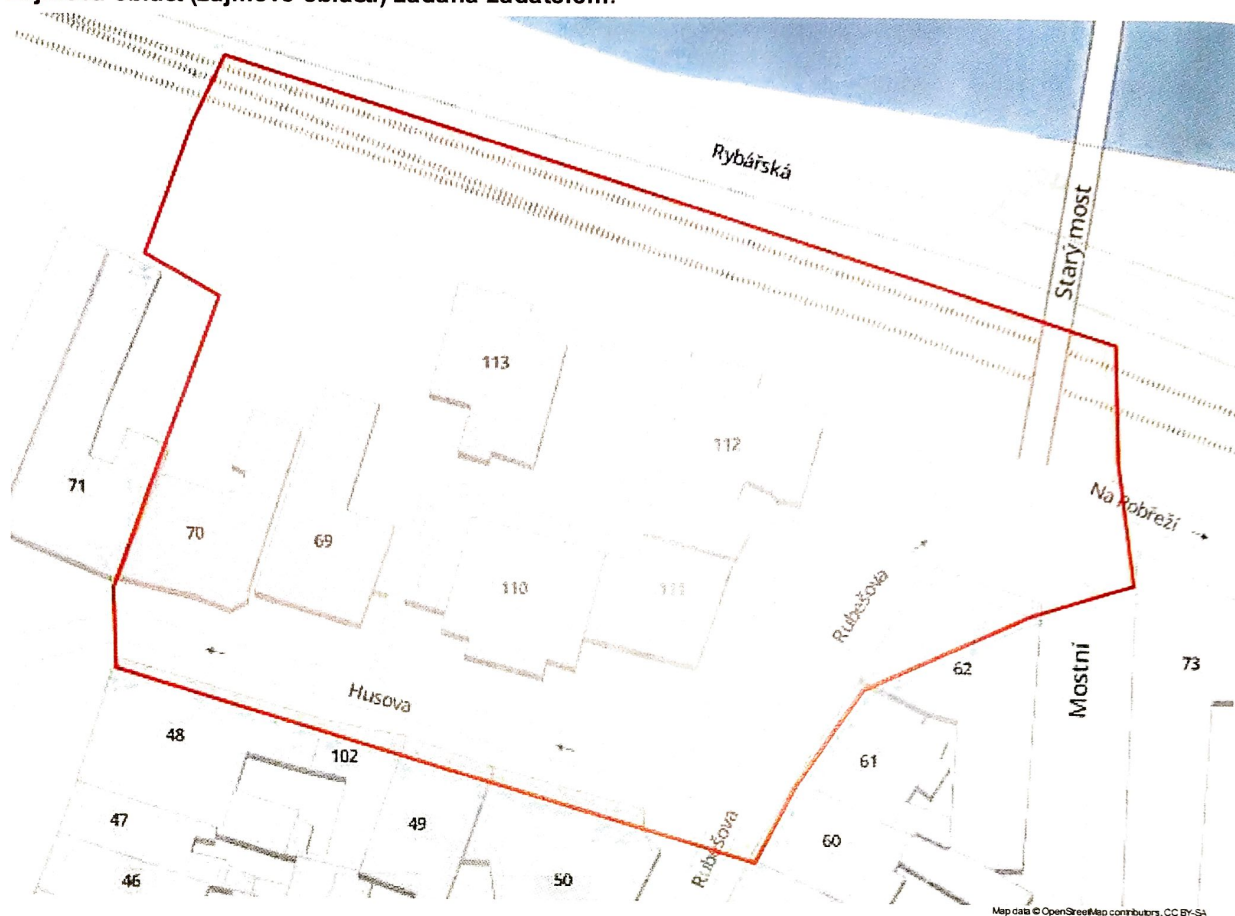 Rybářská
Starý most
113
112
71
70
69
110
111
Na Pobřeží
Rubešova
62
73
Mostní
Husova
48
102
61
47
49
Rubešova
60
46
50
Map data © OpenStreetMap contributors, CC BY-SA